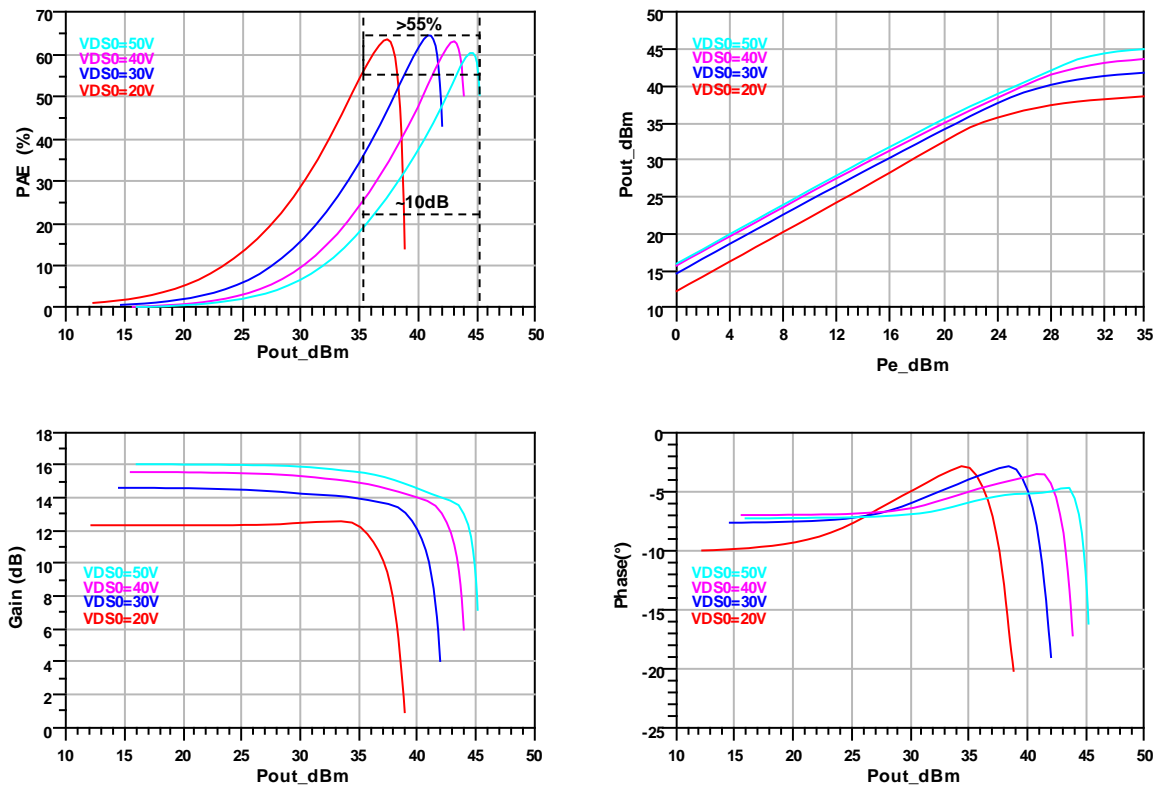 70
60
50
40
30
20
10
0
PAE (%)
VDS0=50V
VDS0=40V
VDS0=30V
VDS0=20V
>55%
~10dB
10 15 20 25 30 35 40 45 50
Pout_dBm
50
45
40
35
30
25
20
15
10
Pout_dBm
VDS0=50V
VDS0=40V
VDS0=30V
VDS0=20V
0 4 8 12 16 20 24 28 32 35
Pe_dBm
18
16
14
12
10
8
6
4
2
0
Gain (dB)
VDS0=50V
VDS0=40V
VDS0=30V
VDS0=20V
10 15 20 25 30 35 40 45 50
Pout_dBm
0
-5
-10
-15
-20
-25
Phase(°)
VDS0=50V
VDS0=40V
VDS0=30V
VDS0=20V
10 15 20 25 30 35 40 45 50
Pout_dBm